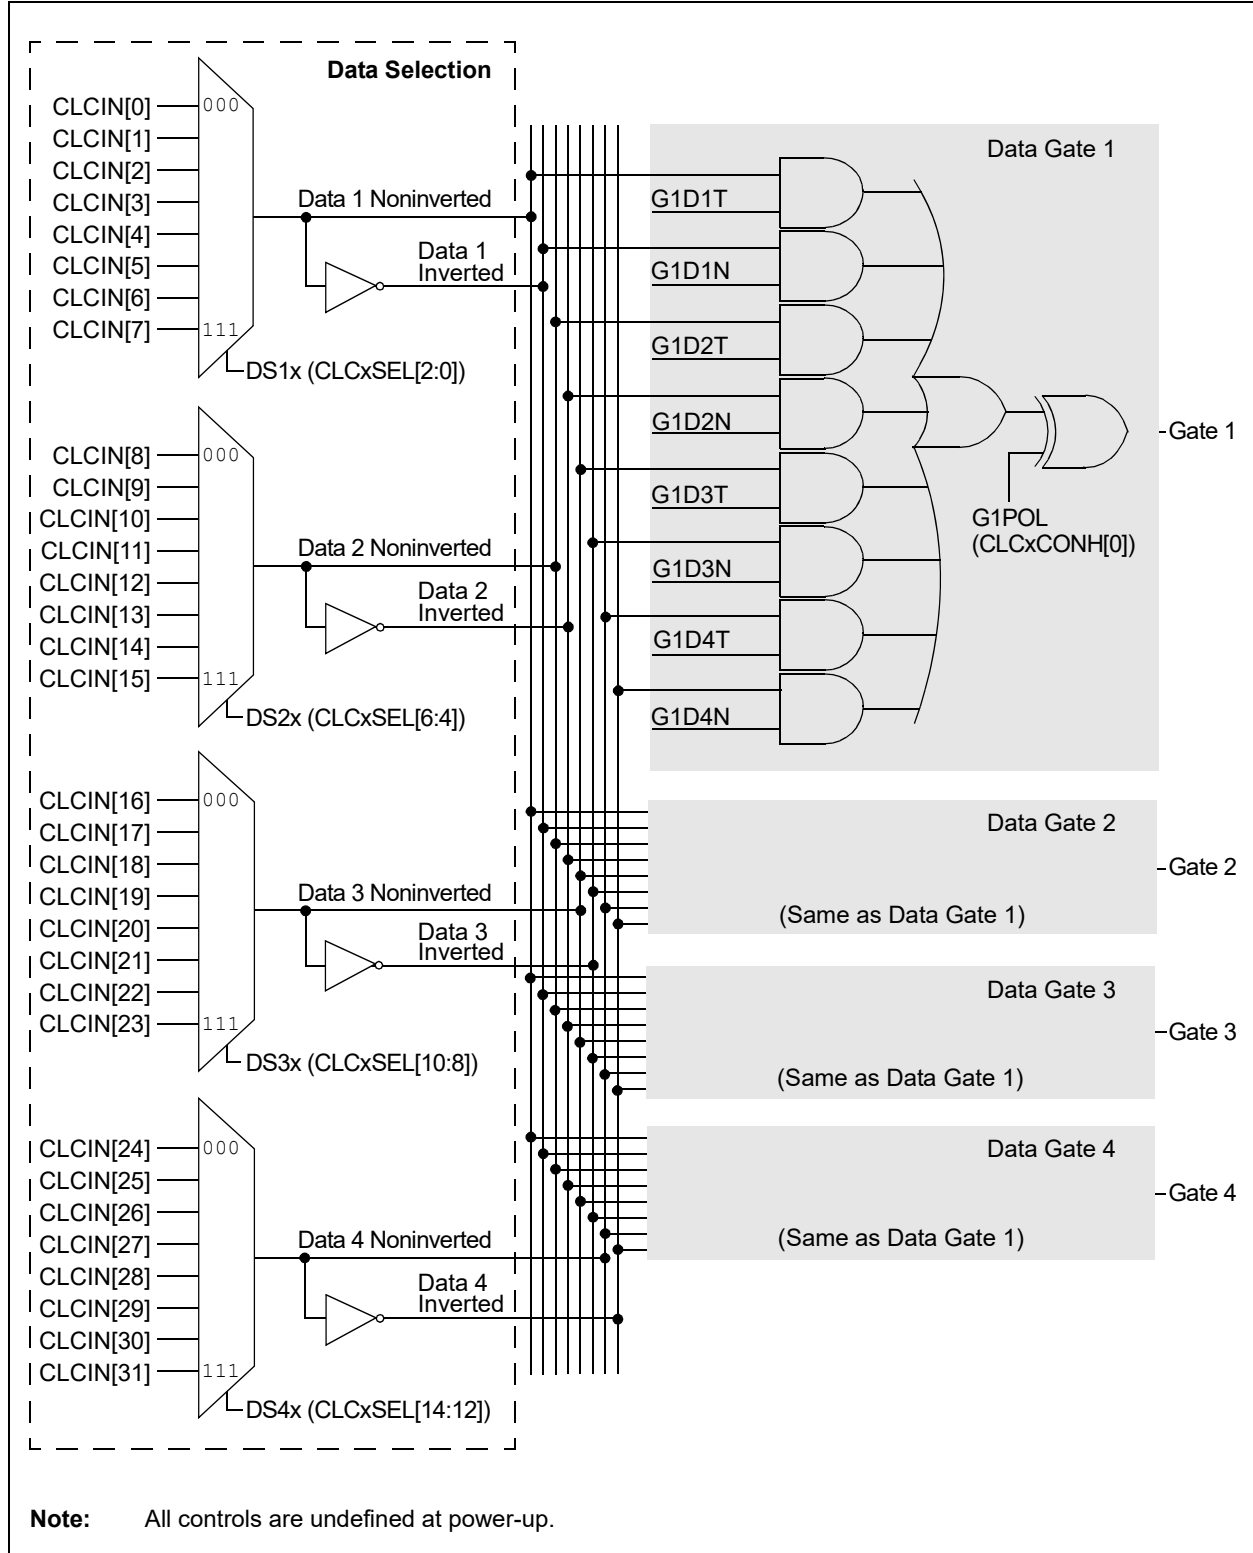 Data Selection
CLCIN[0]
000
CLCIN[1]
CLCIN[2]
CLCIN[3]
CLCIN[4]
CLCIN[5]
CLCIN[6]
CLCIN[7]
111
Data 1 Noninverted
Data 1
Inverted
DS1x (CLCxSEL[2:0])
CLCIN[8]
000
CLCIN[9]
CLCIN[10]
CLCIN[11]
CLCIN[12]
CLCIN[13]
CLCIN[14]
CLCIN[15]
111
Data 2 Noninverted
Data 2
Inverted
DS2x (CLCxSEL[6:4])
CLCIN[16]
000
CLCIN[17]
CLCIN[18]
CLCIN[19]
CLCIN[20]
CLCIN[21]
CLCIN[22]
CLCIN[23]
111
Data 3 Noninverted
Data 3
Inverted
DS3x (CLCxSEL[10:8])
CLCIN[24]
000
CLCIN[25]
CLCIN[26]
CLCIN[27]
CLCIN[28]
CLCIN[29]
CLCIN[30]
CLCIN[31]
111
Data 4 Noninverted
Data 4
Inverted
DS4x (CLCxSEL[14:12])
Data Gate 1
G1D1T
G1D1N
G1D2T
G1D2N
G1D3T
G1D3N
G1D4T
G1D4N
G1POL
(CLCxCONH[0])
Gate 1
Data Gate 2
(Same as Data Gate 1)
Gate 2
Data Gate 3
(Same as Data Gate 1)
Gate 3
Data Gate 4
(Same as Data Gate 1)
Gate 4
Note: All controls are undefined at power-up.